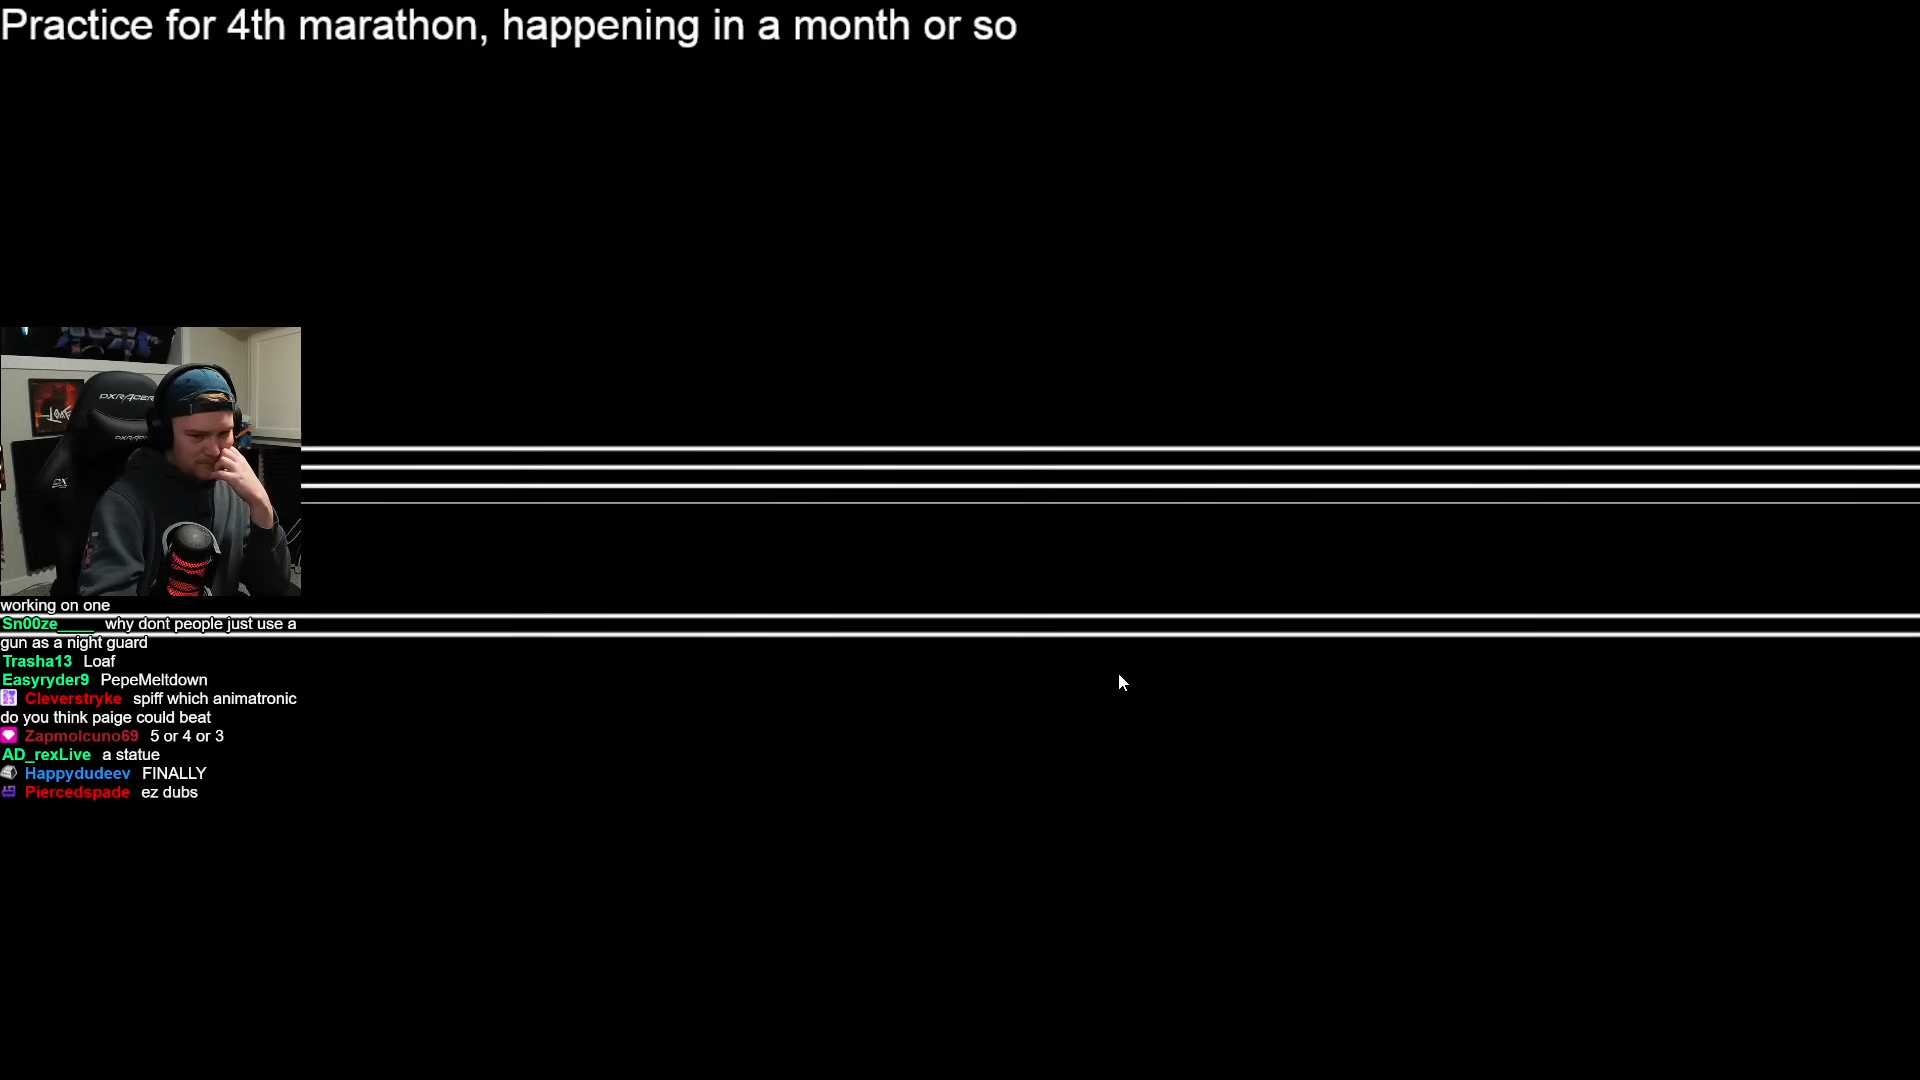 Practice for 4th marathon, happening in a month or so
DXRACER
DX
working on one
Sn00ze____ why dont people just use a
gun as a night guard
Trasha13 Loaf
Easyryder9 PepeMeltdown
Cleverstryke spiff which animatronic
do you think paige could beat
Zapmolcuno69 5 or 4 or 3
AD_rexLive a statue
Happydudeev FINALLY
Piercedspade ez dubs